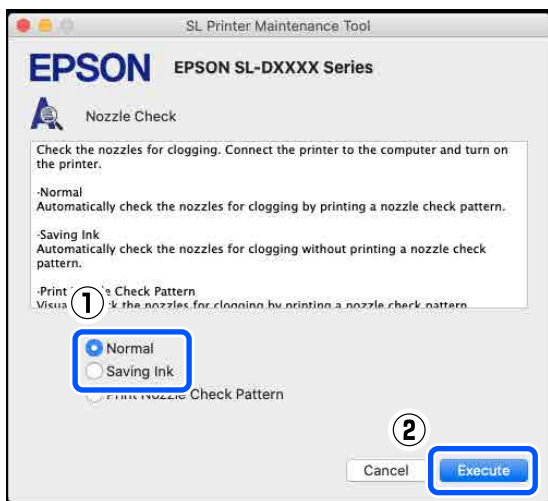 SL Printer Maintenance Tool
EPSON EPSON SL-DXXXX Series
Nozzle Check
Check the nozzles for clogging. Connect the printer to the computer and turn on
the printer.
-Normal
Automatically check the nozzles for clogging by printing a nozzle check pattern.
-Saving Ink
Automatically check the nozzles for clogging without printing a nozzle check
pattern.
-Print Check Pattern
the nozzles for clogging by printing a nozzle check pattern
1
Normal
Saving Ink
Print Nozzle Check Pattern
2
Cancel Execute